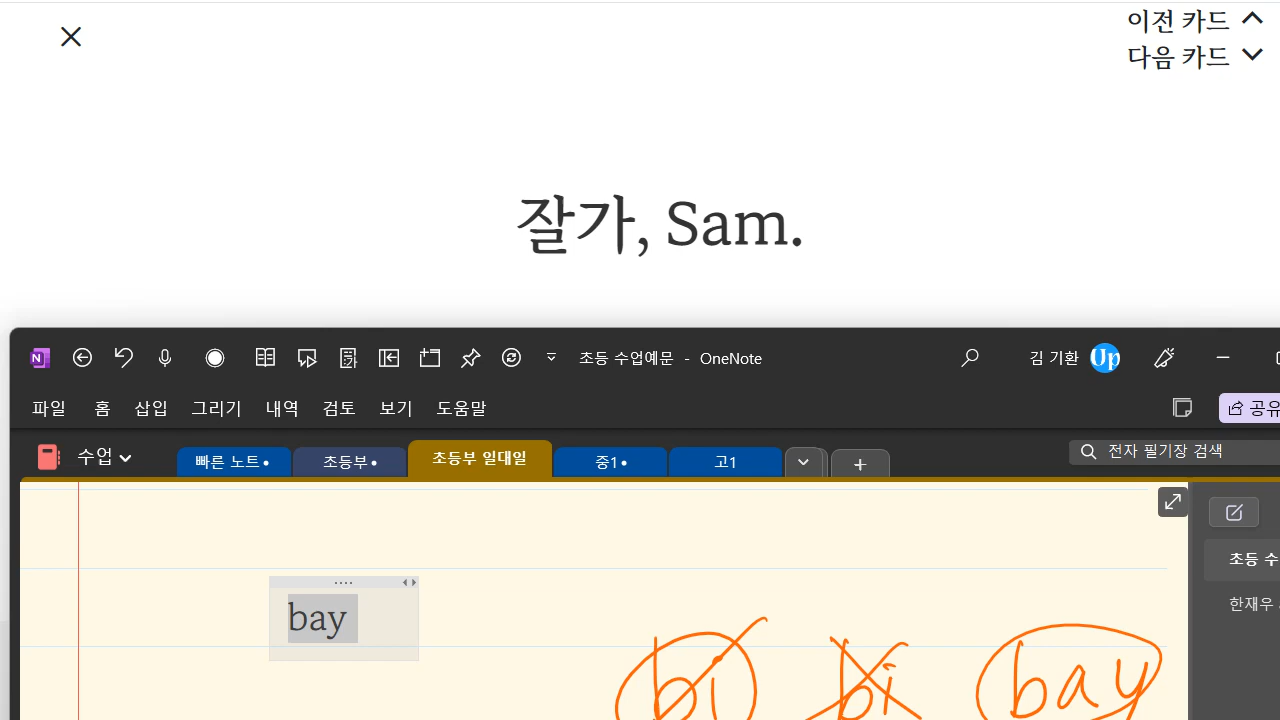 이전 카드
다음 카드
잘가, Sam.
초등 수업예문 - OneNote
김 기환 Up
파일 홈 삽입 그리기 내역 검토 보기 도움말
공유
수업
빠른 노트• 초등부• 초등부 일대일 중1• 고1
전자 필기장 검색
초등 수
한재우
bay
bi bi bay